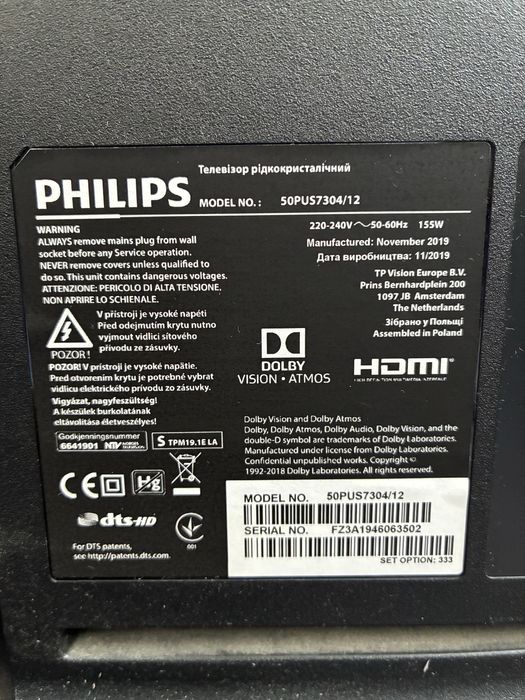 Телевізор рідкокристалічний
PHILIPS MODEL NO. : 50PUS7304/12
WARNING
ALWAYS remove mains plug from wall
socket before any Service operation.
NEVER remove covers unless qualified to
do so. This unit contains dangerous voltages.
ATTENZIONE: PERICOLO DI ALTA TENSIONE.
NON APRIRE LO SCHIENALE.
V přístroji je vysoké napětí
Před odejmutím krytu nutno
vyjmout vidlici síťového
přívodu ze zásuvky.
POZOR!
POZOR! V prístroji je vysoké napätie.
Pred otvorením krytu je potrebné vybrat
vidlicu elektrického prívodu zo zásuvky.
Vigyázat, nagyfeszültség!
A készülek burkolatának
eltávolítása életveszélyes!
Godkjenningsnummer
6641901 NTV
S TPM19.1E LA
220-240V ~ 50-60Hz 155W
Manufactured: November 2019
Дата виробництва: 11/2019
TP Vision Europe B.V.
Prins Bernhardplein 200
1097 JB Amsterdam
The Netherlands
Зібрано у Польщі
Assembled in Poland
DOLBY
VISION · ATMOS
HDMI
HIGH DEFINITION MULTIMEDIA INTERFACE
Dolby Vision and Dolby Atmos
Dolby, Dolby Atmos, Dolby Audio, Dolby Vision, and the
double-D symbol are trademarks of Dolby Laboratories.
Manufactured under license from Dolby Laboratories.
Confidential unpublished works. Copyright ©
1992-2018 Dolby Laboratories. All rights reserved.
CE Hg
dts-HD
001
For DTS patents,
see http://patents.dts.com.
MODEL NO. 50PUS7304/12
SERIAL NO. FZ3A1946063502
SET OPTION: 333